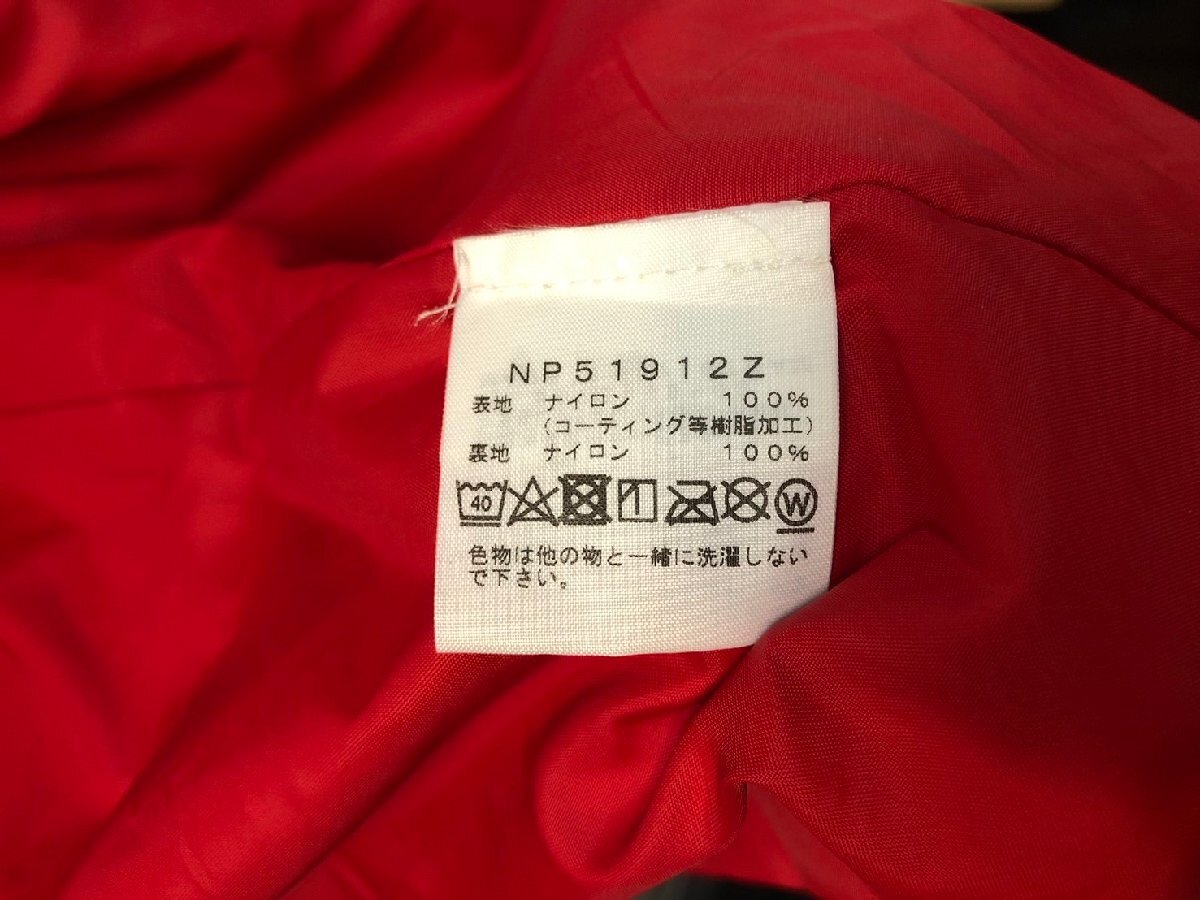 NP51912Z
表地 ナイロン 100%
(コーティング等樹脂加工)
裏地 ナイロン 100%
40 W
色物は他の物と一緒に洗濯しない
で下さい。